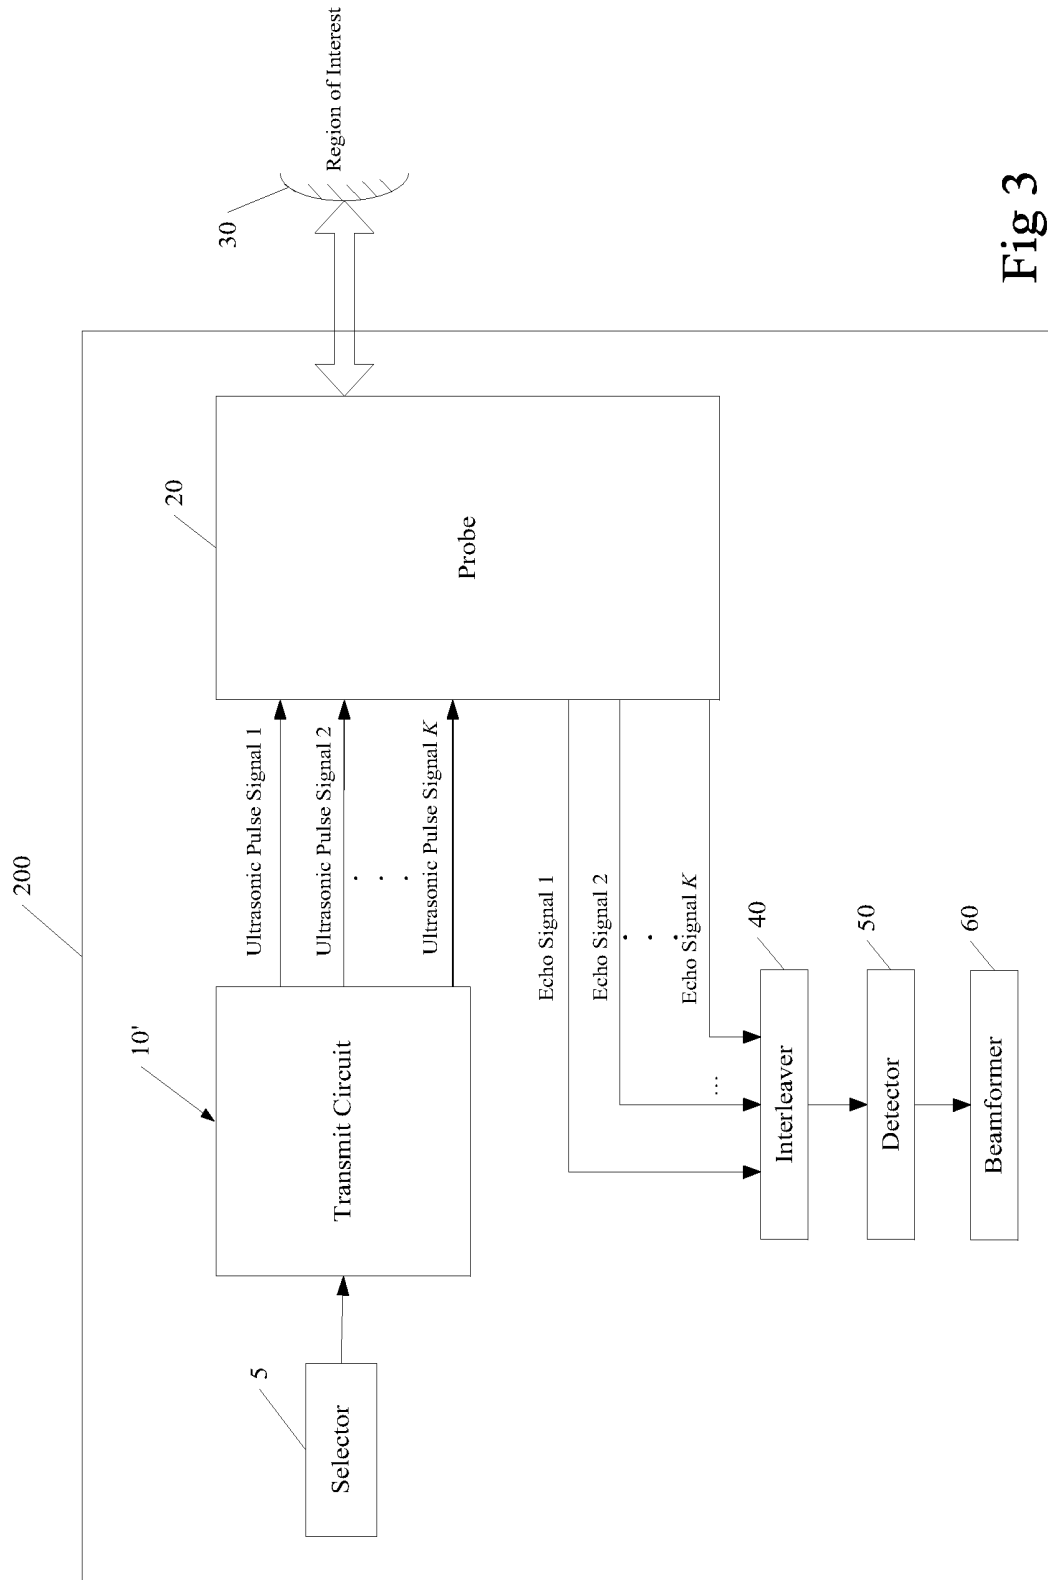 200
10'
20
30
Region of Interest
5
Selector
Transmit Circuit
Ultrasonic Pulse Signal 1
Ultrasonic Pulse Signal 2
. . .
Ultrasonic Pulse Signal K
Probe
Echo Signal 1
Echo Signal 2
. . .
Echo Signal K
...
40
Interleaver
50
Detector
60
Beamformer
Fig 3